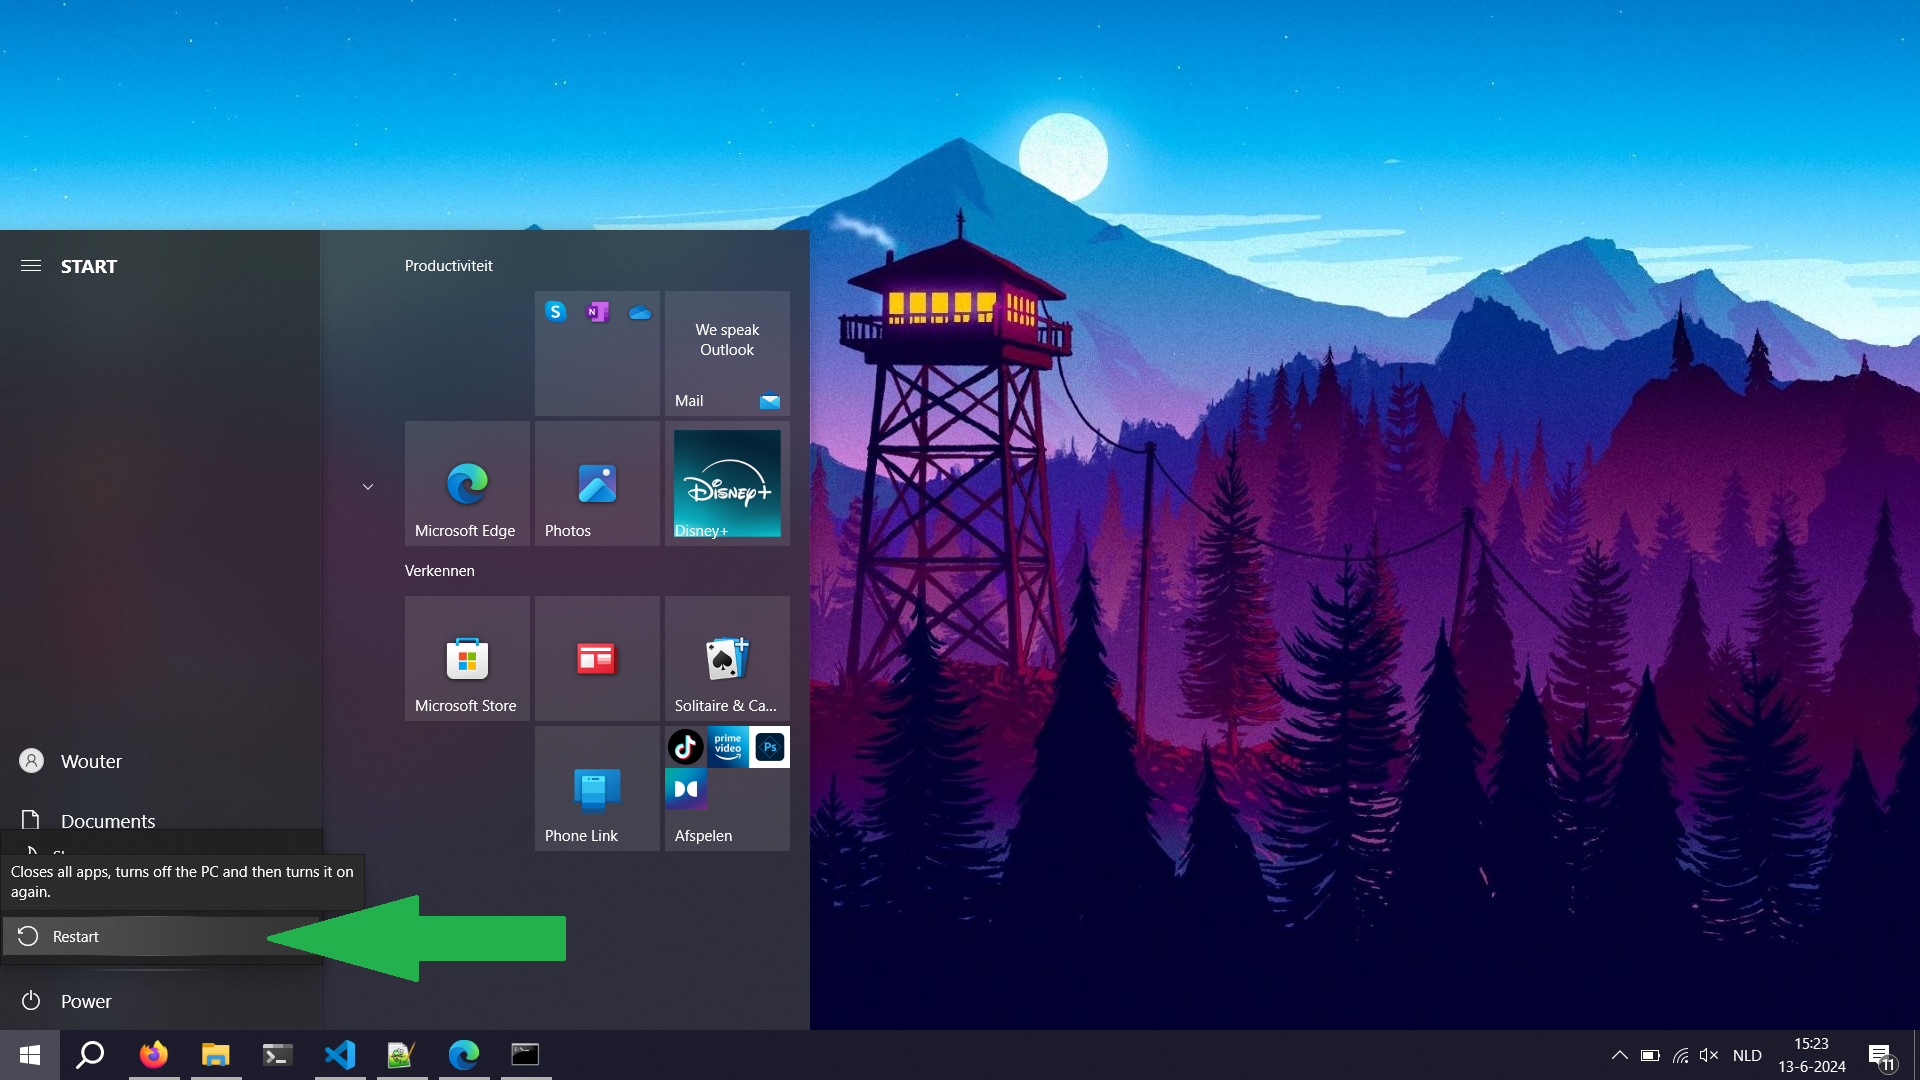 START
Productiviteit
S
N
We speak
Outlook
Mail
Microsoft Edge
Photos
Disney+
Disney+
Verkennen
Microsoft Store
Solitaire & Ca...
prime
video
Ps
Phone Link
Afspelen
Wouter
Documents
Closes all apps, turns off the PC and then turns it on
again.
Restart
Power
NLD
15:23
13-6-2024
11